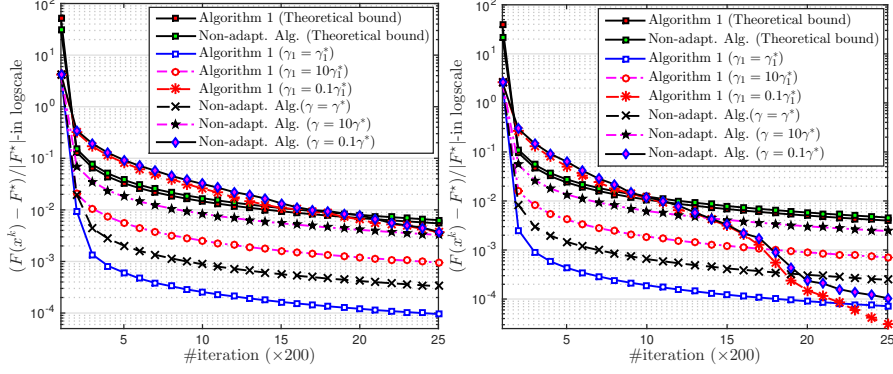 (F(x^k) − F*)/|F*|-in logscale
10^2
10^1
10^0
10^-1
10^-2
10^-3
10^-4
Algorithm 1 (Theoretical bound)
Non-adapt. Alg. (Theoretical bound)
Algorithm 1 (γ1 = γ1*)
Algorithm 1 (γ1 = 10γ1*)
Algorithm 1 (γ1 = 0.1γ1*)
Non-adapt. Alg.(γ = γ*)
Non-adapt. Alg. (γ = 10γ*)
Non-adapt. Alg. (γ = 0.1γ*)
5 10 15 20 25
#iteration (×200)
(F(x^k) − F*)/|F*|-in logscale
10^2
10^1
10^0
10^-1
10^-2
10^-3
10^-4
Algorithm 1 (Theoretical bound)
Non-adapt. Alg. (Theoretical bound)
Algorithm 1 (γ1 = γ1*)
Algorithm 1 (γ1 = 10γ1*)
Algorithm 1 (γ1 = 0.1γ1*)
Non-adapt. Alg.(γ = γ*)
Non-adapt. Alg. (γ = 10γ*)
Non-adapt. Alg. (γ = 0.1γ*)
5 10 15 20 25
#iteration (×200)